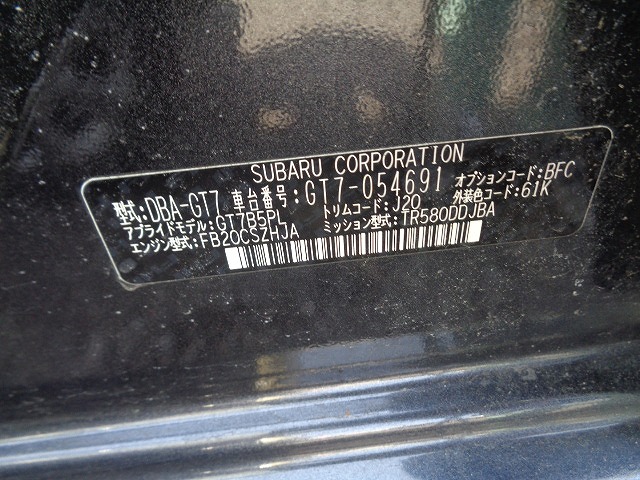 SUBARU CORPORATION
型式:DBA-GT7 車台番号:GT7-054691 オプションコード:BFC
アプライドモデル:GT7B5PL トリムコード:J20 外装色コード:61K
エンジン型式:FB20CSZHJA ミッション型式:TR580DDJBA